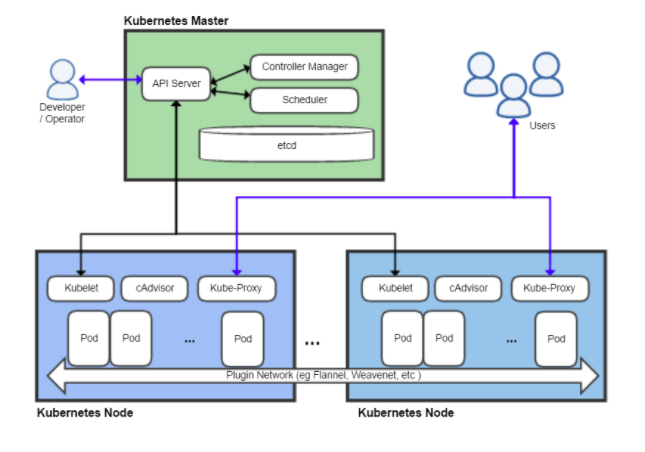 Kubernetes Master
Controller Manager
API Server
Scheduler
Developer
/ Operator
Users
etcd
Kubelet
cAdvisor
Kube-Proxy
Kubelet
cAdvisor
Kube-Proxy
Pod
Pod
...
Pod
...
Pod
Pod
...
Pod
Plugin Network (eg Flannel, Weavenet, etc )
Kubernetes Node
Kubernetes Node